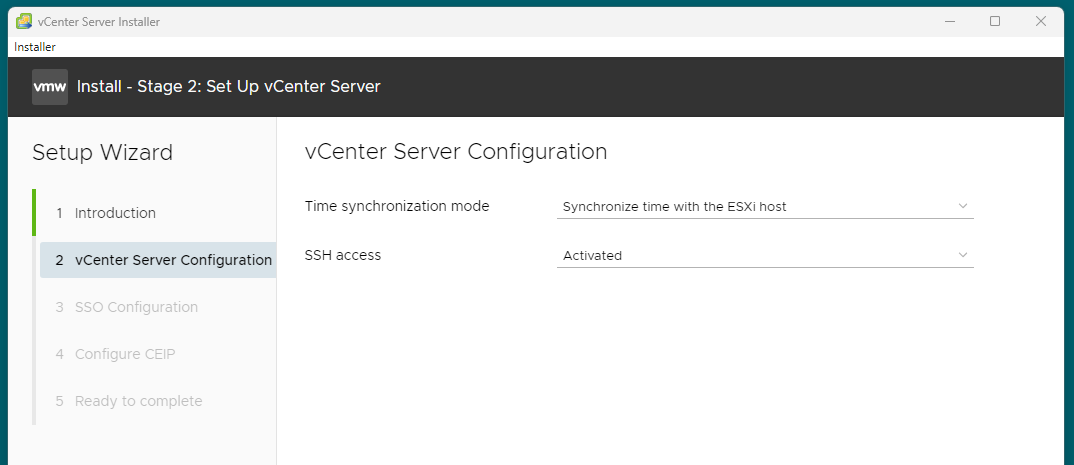 vCenter Server Installer
Installer
vmw Install - Stage 2: Set Up vCenter Server
Setup Wizard
1 Introduction
2 vCenter Server Configuration
3 SSO Configuration
4 Configure CEIP
5 Ready to complete
vCenter Server Configuration
Time synchronization mode Synchronize time with the ESXi host
SSH access Activated